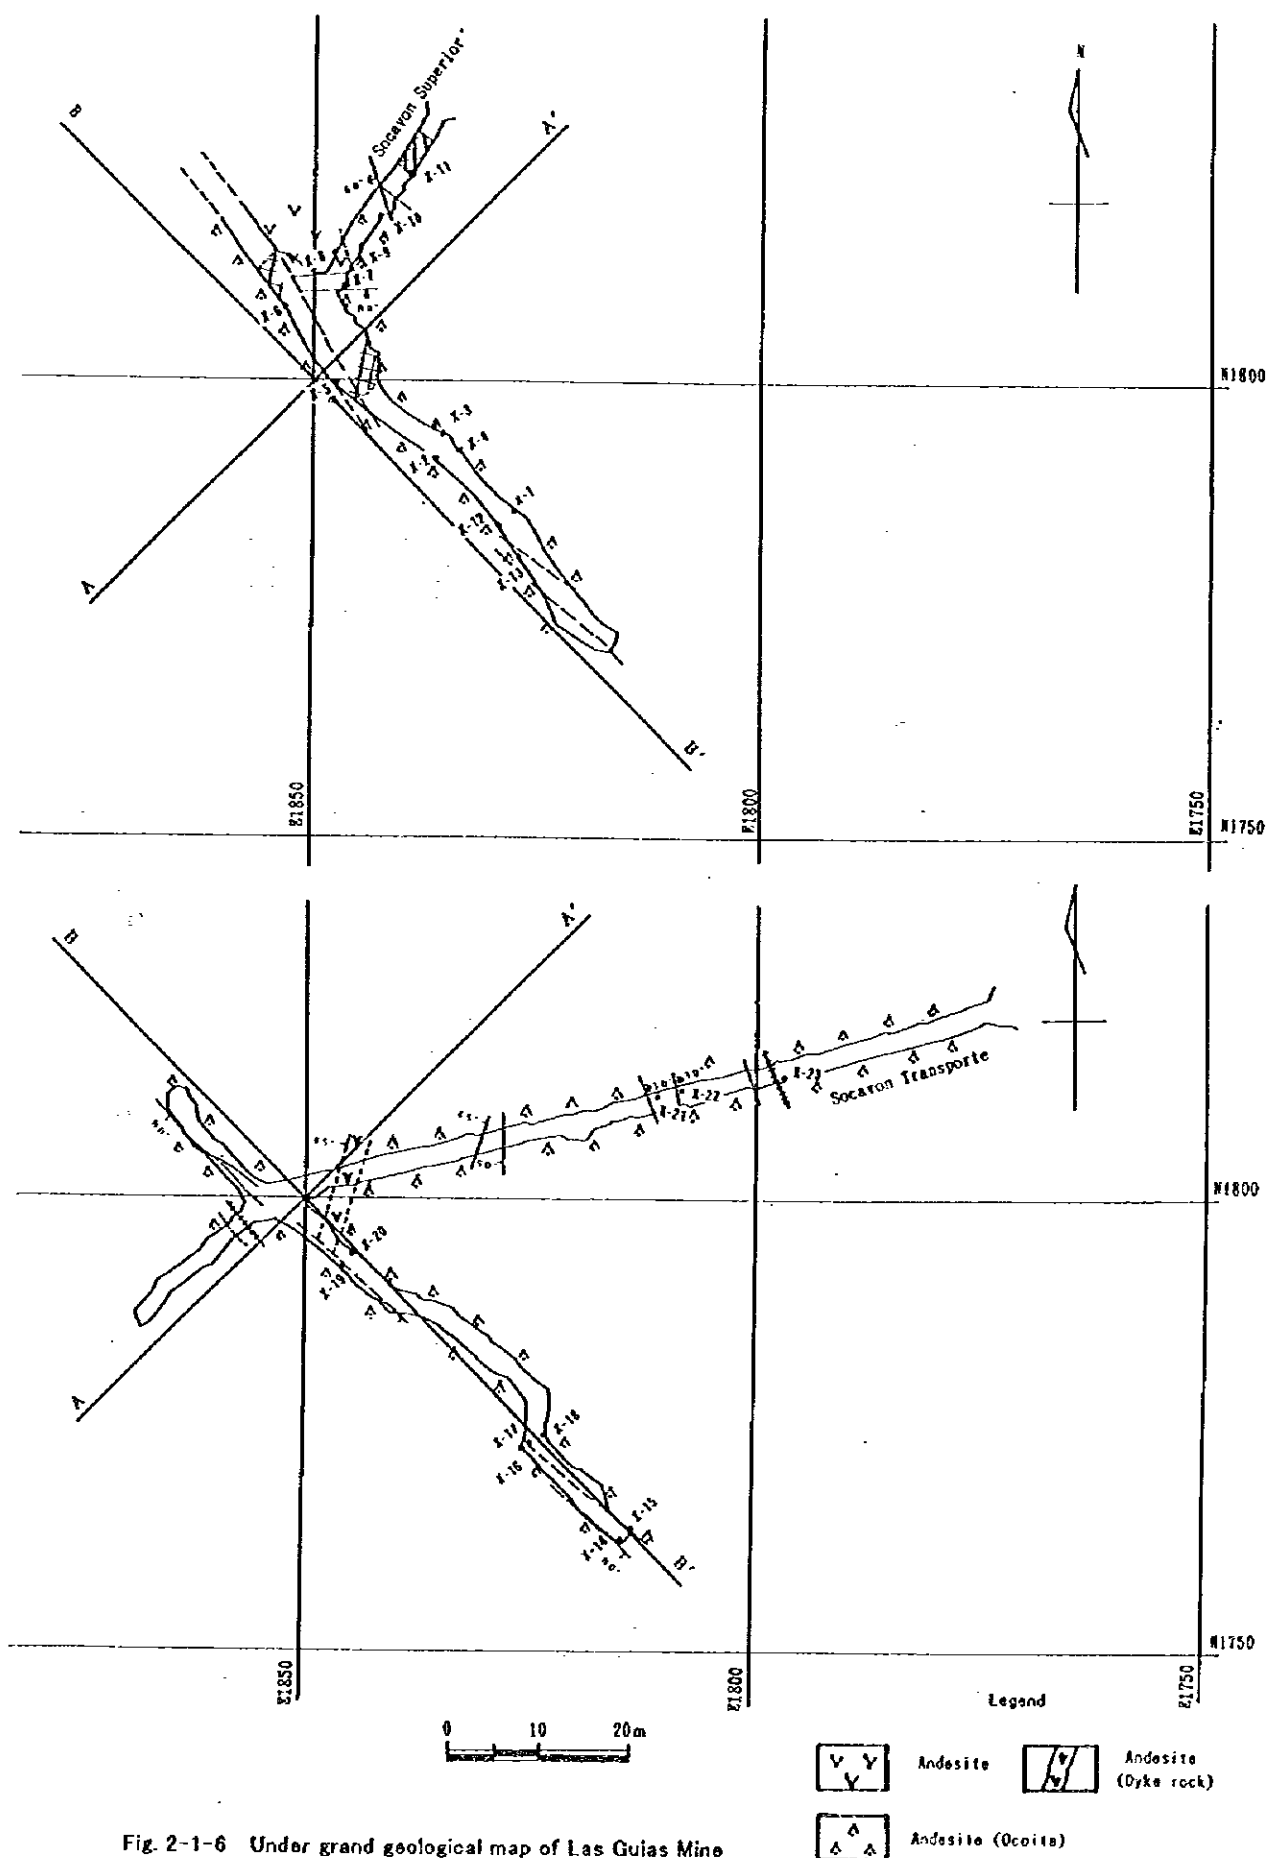 N
B
Socavon Superior
A'
X-11
X-10
X-9
X-8
X-7
X-6
N1800
X-5
X-3
X-4
X-2
X-1
X-12
X-13
A
B'
E1850
E1800
E1750
N1750
B
A'
X-23
X-22
X-21
Socavon Transporte
N1800
X-20
X-19
A
X-18
X-17
X-16
X-15
X-14
B'
N1750
E1850
E1800
E1750
Legend
0 10 20m
Andesite
Andesite
(Dyke rock)
Andesite (Ocoite)
Fig. 2-1-6 Under grand geological map of Las Guias Mine